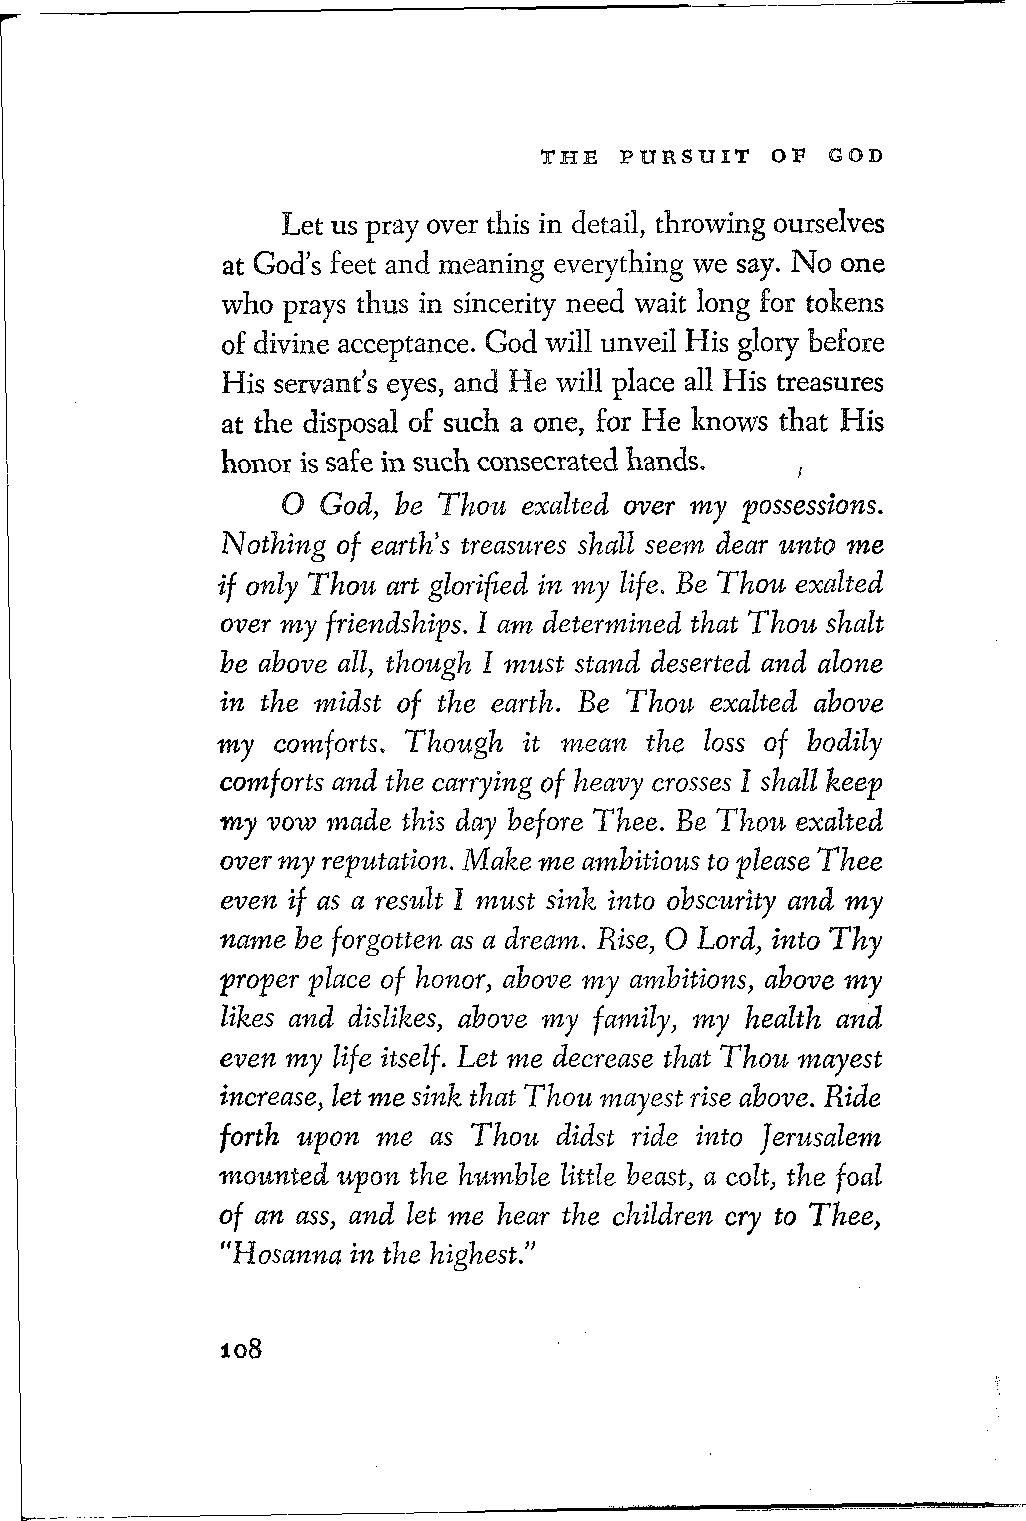 THE PURSUIT OF GOD
Let us pray over this in detail, throwing ourselves
at God's feet and meaning everything we say. No one
who prays thus in sincerity need wait long for tokens
of divine acceptance. God will unveil His glory before
His servant's eyes, and He will place all His treasures
at the disposal of such a one, for He knows that His
honor is safe in such consecrated hands.
O God, be Thou exalted over my possessions.
Nothing of earth's treasures shall seem dear unto me
if only Thou art glorified in my life. Be Thou exalted
over my friendships. I am determined that Thou shalt
be above all, though I must stand deserted and alone
in the midst of the earth. Be Thou exalted above
my comforts. Though it mean the loss of bodily
comforts and the carrying of heavy crosses I shall keep
my vow made this day before Thee. Be Thou exalted
over my reputation. Make me ambitious to please Thee
even if as a result I must sink into obscurity and my
name be forgotten as a dream. Rise, O Lord, into Thy
proper place of honor, above my ambitions, above my
likes and dislikes, above my family, my health and
even my life itself. Let me decrease that Thou mayest
increase, let me sink that Thou mayest rise above. Ride
forth upon me as Thou didst ride into Jerusalem
mounted upon the humble little beast, a colt, the foal
of an ass, and let me hear the children cry to Thee,
"Hosanna in the highest."
108